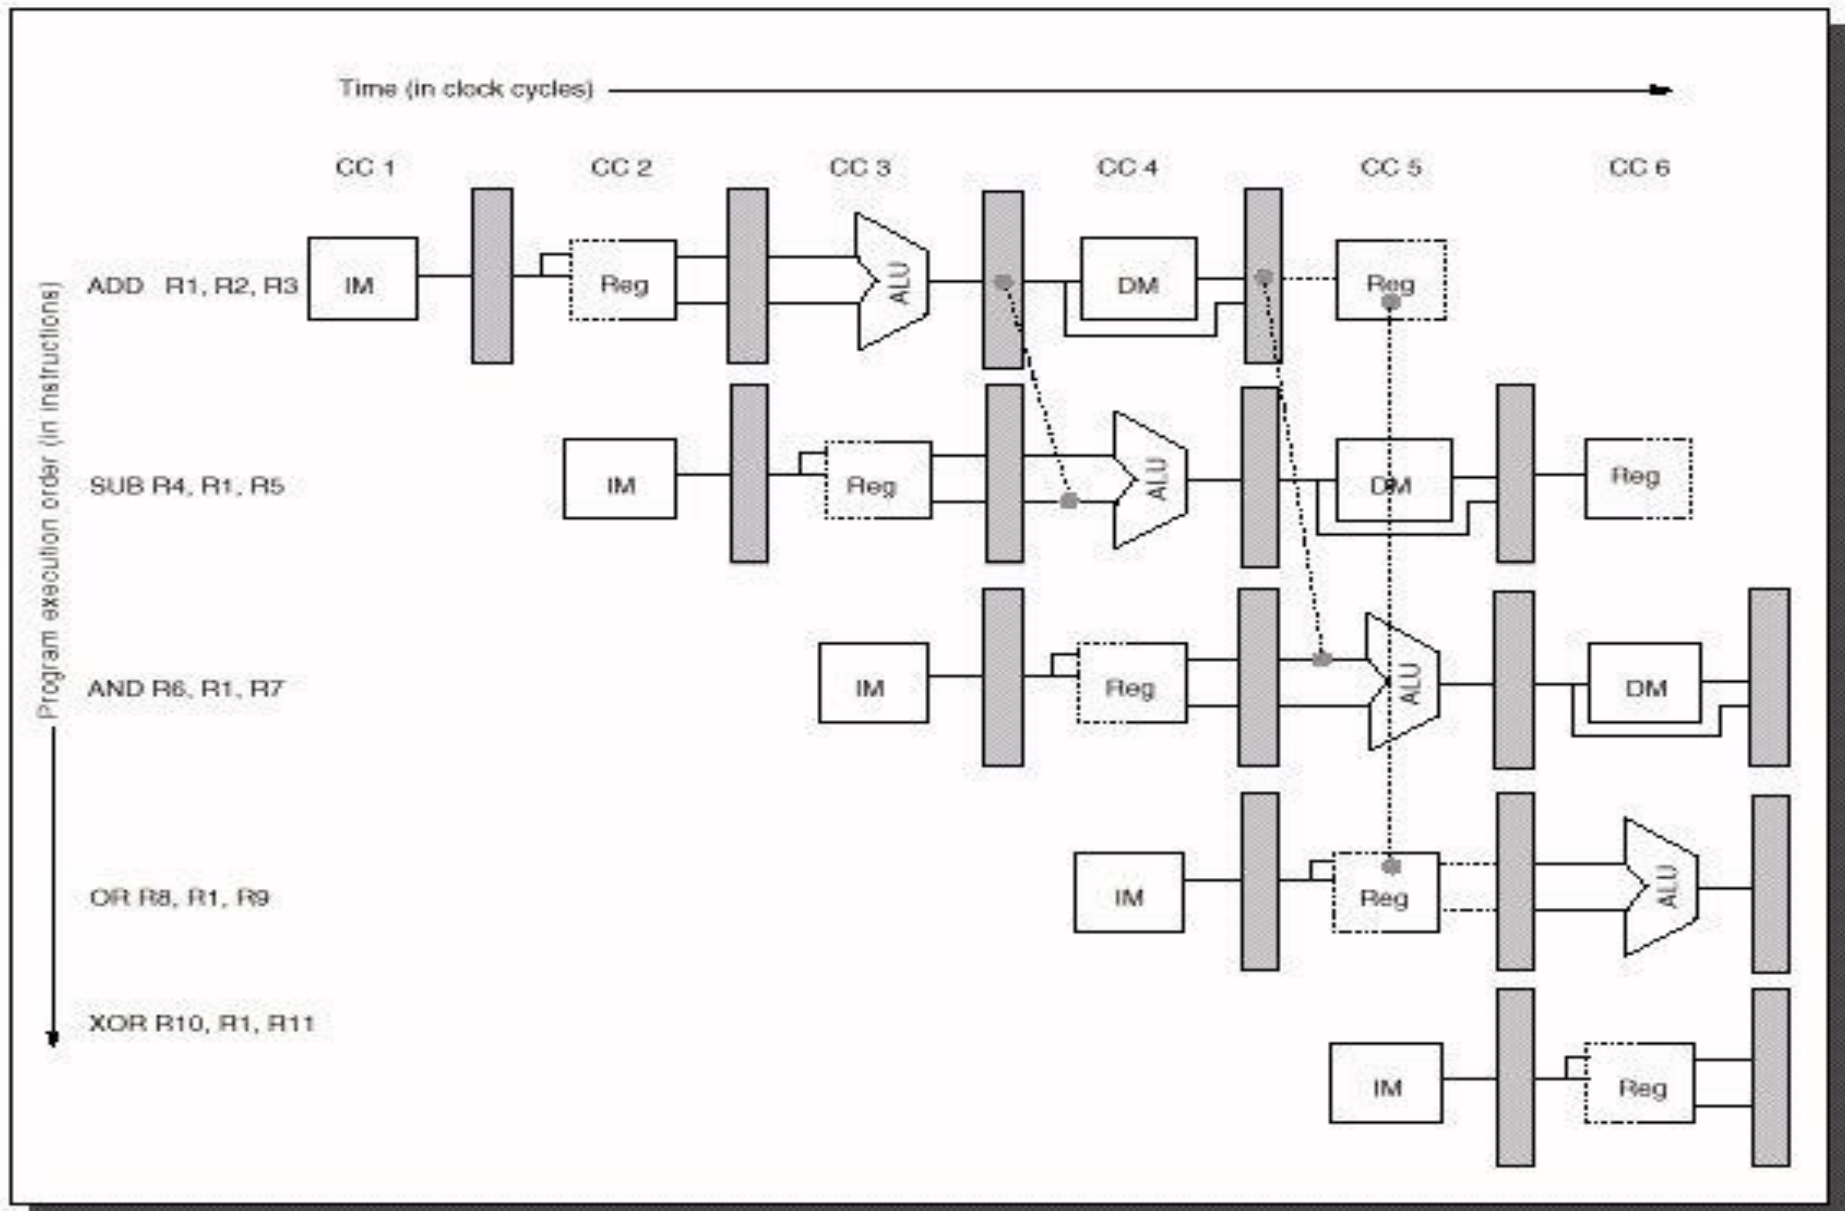 Time (in clock cycles)
CC 1 CC 2 CC 3 CC 4 CC 5 CC 6
Program execution order (in instructions)
ADD R1, R2, R3 IM Reg ALU DM Reg
SUB R4, R1, R5 IM Reg ALU DM Reg
AND R6, R1, R7 IM Reg ALU DM
OR R8, R1, R9 IM Reg ALU
XOR R10, R1, R11
IM Reg